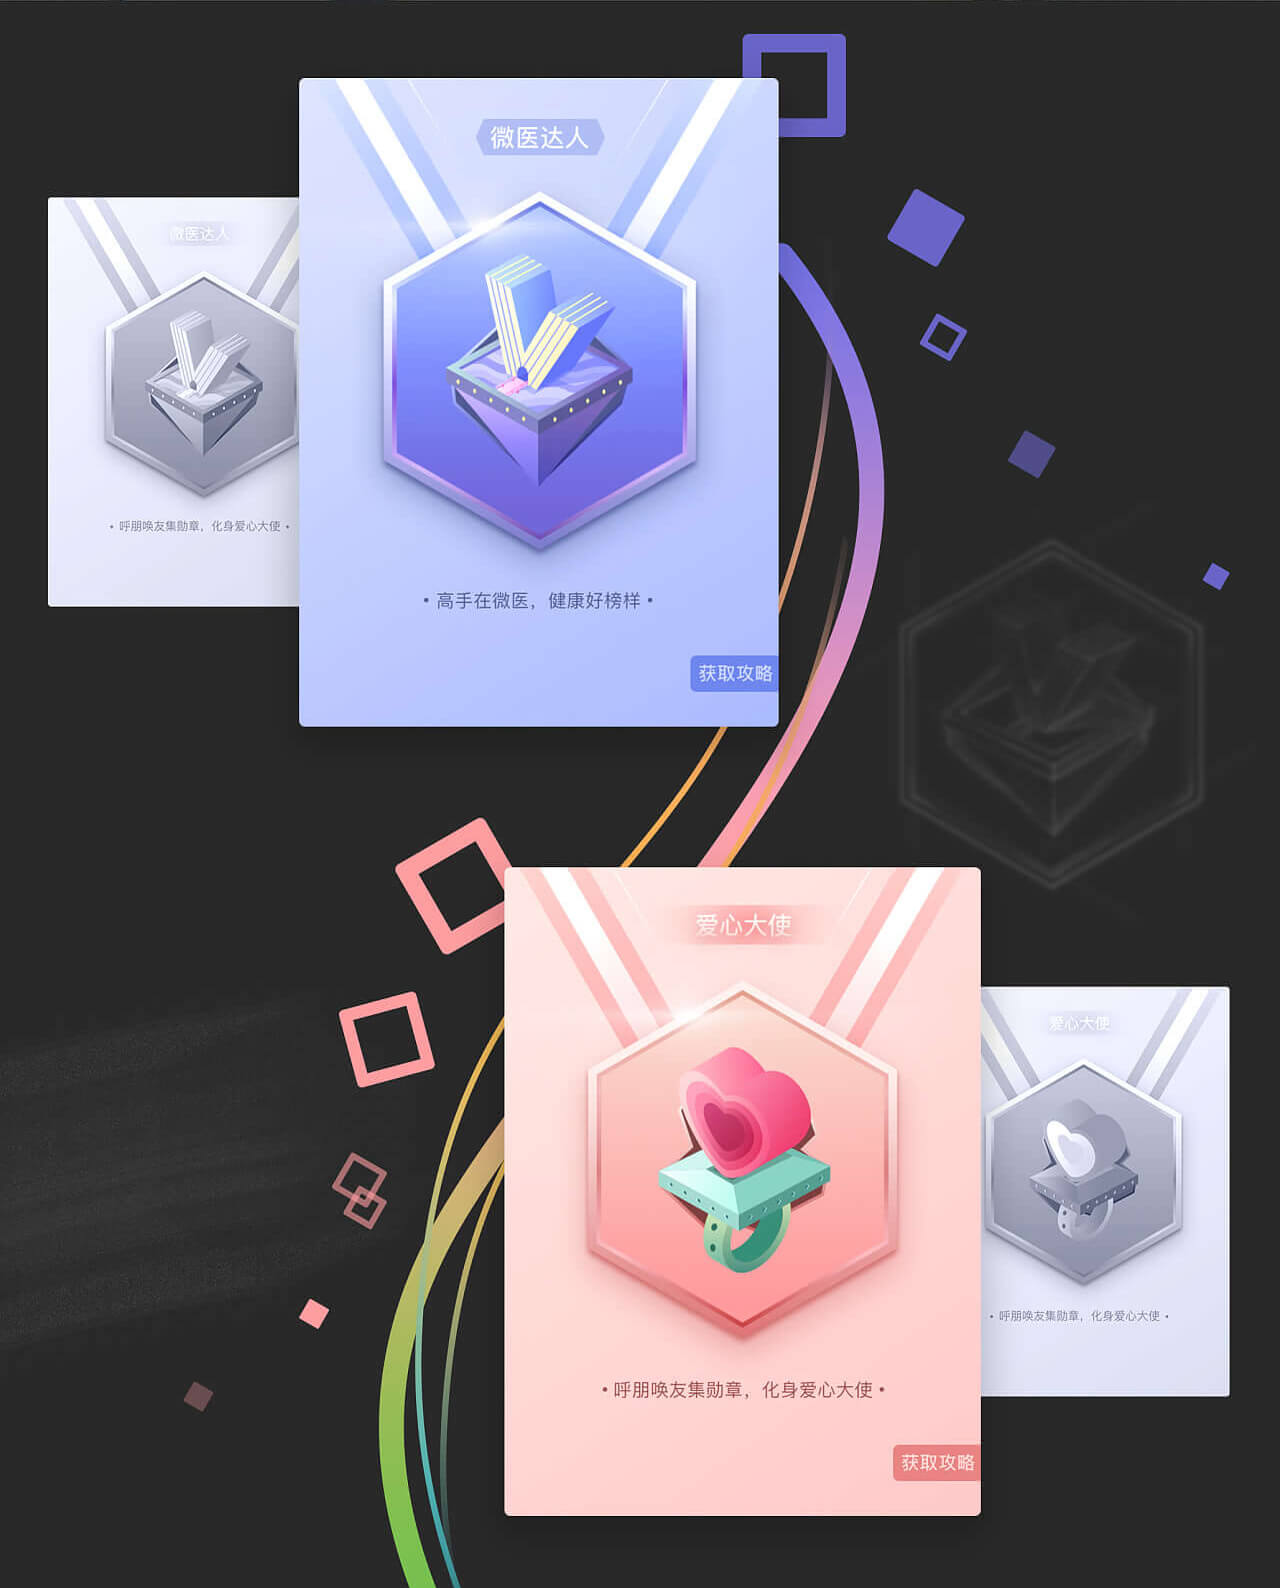 微医达人
微医达人
呼朋唤友集勋章，化身爱心大使
• 高手在微医，健康好榜样 •
获取攻略
爱心大使
爱心大使
• 呼朋唤友集勋章，化身爱心大使 •
• 呼朋唤友集勋章，化身爱心大使 •
获取攻略